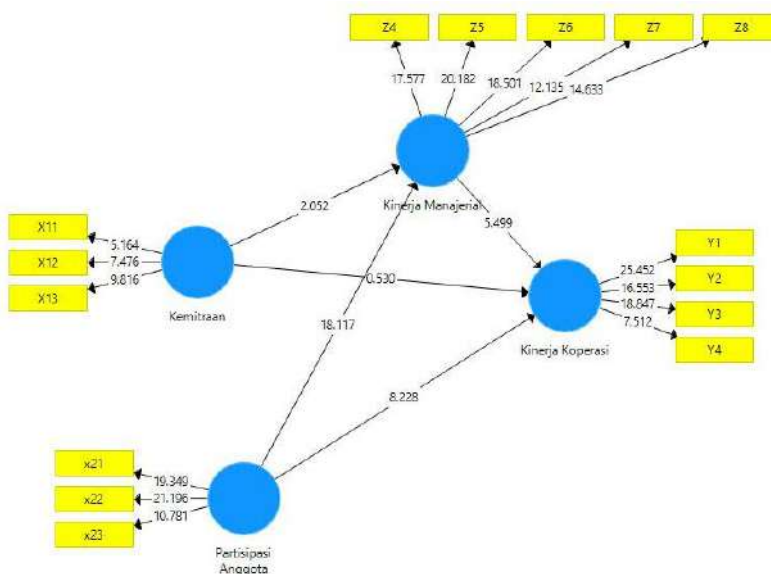 Z4
Z5
Z6
Z7
Z8
17.577
20.182
18.501
12.135
14.633
Kinerja Manajerial
2.052
5.499
X11
X12
X13
5.164
7.476
9.816
Kemitraan
0.530
18.117
8.228
Y1
Y2
Y3
Y4
25.452
16.553
18.847
7.512
Kinerja Koperasi
x21
x22
x23
19.349
21.196
10.781
Partisipasi
Anggota